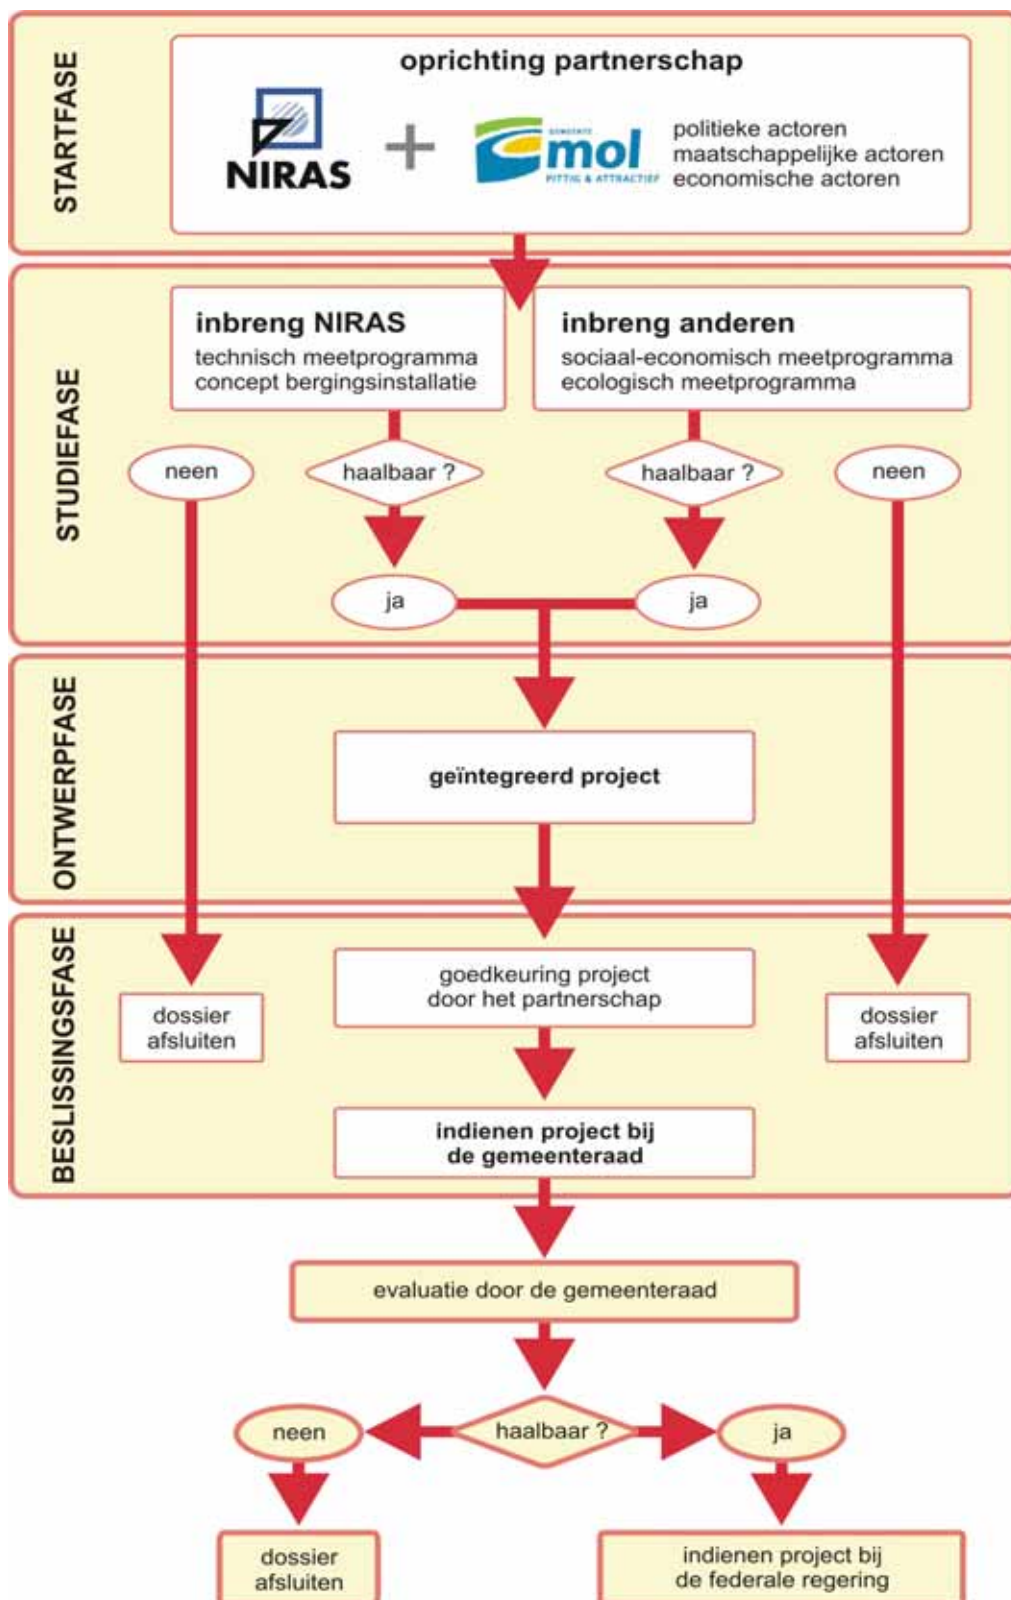 STARTFASE
oprichting partnerschap
NIRAS
GEMEENTE
mol
PITTIG & ATTRACTIEF
politieke actoren
maatschappelijke actoren
economische actoren
STUDIEFASE
inbreng NIRAS
technisch meetprogramma
concept bergingsinstallatie
inbreng anderen
sociaal-economisch meetprogramma
ecologisch meetprogramma
neen
haalbaar ?
haalbaar ?
neen
ja
ja
ONTWERPFASE
geïntegreerd project
BESLISSINGSFASE
goedkeuring project
door het partnerschap
dossier
afsluiten
dossier
afsluiten
indienen project bij
de gemeenteraad
evaluatie door de gemeenteraad
neen
haalbaar ?
ja
dossier
afsluiten
indienen project bij
de federale regering